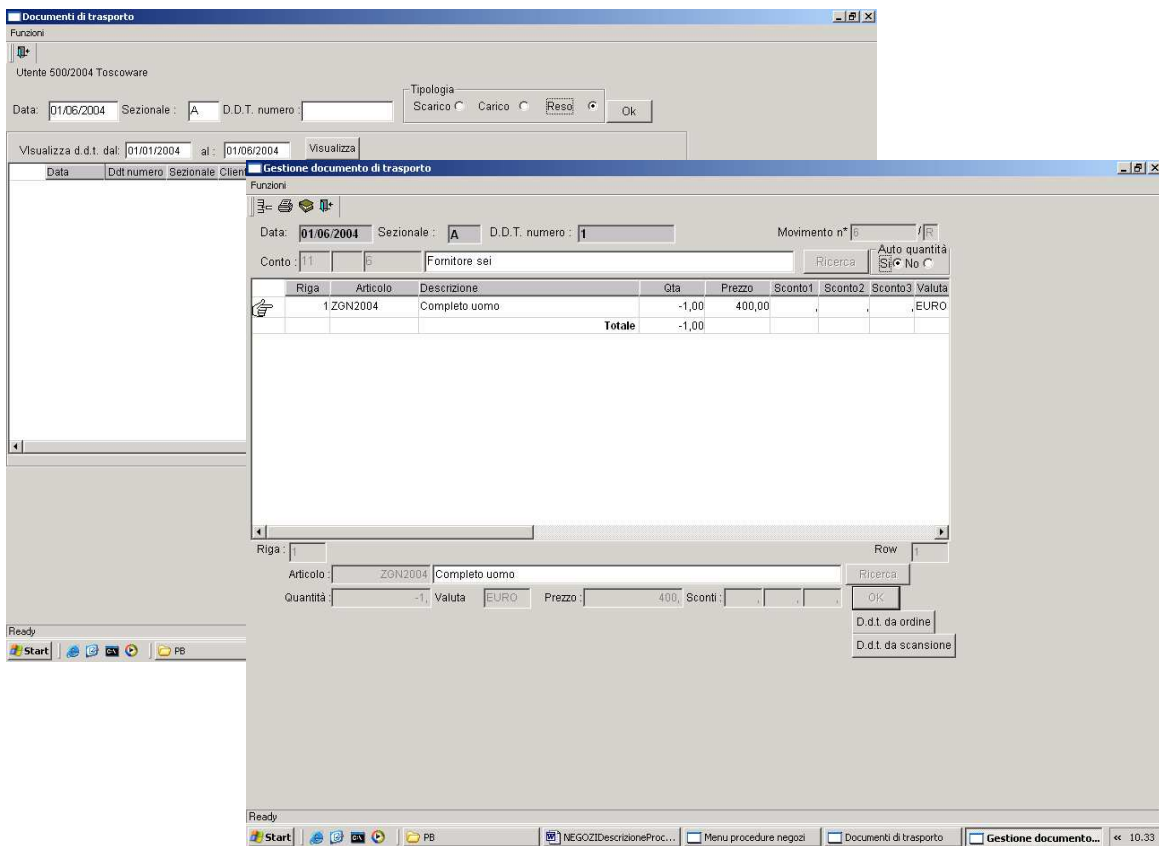 Documenti di trasporto
Funzioni
Utente 500/2004 Toscoware
Tipologia
Data: 01/06/2004 Sezionale : A D.D.T. numero : Scarico Carico Reso Ok
VIsualizza d.d.t. dal: 01/01/2004 al : 01/06/2004 Visualizza
Data Ddt numero Sezionale Clien
Ready
Start PB
Gestione documento di trasporto
Funzioni
Data: 01/06/2004 Sezionale : A D.D.T. numero : 1 Movimento n* 6 / R
Conto : 11 6 Fornitore sei Ricerca Auto quantità Si No
Riga Articolo Descrizione Qta Prezzo Sconto1 Sconto2 Sconto3 Valuta
1 ZGN2004 Completo uomo -1,00 400,00 , , , EURO
Totale -1,00
Riga : 1 Row 1
Articolo : ZGN2004 Completo uomo Ricerca
Quantità : -1, Valuta EURO Prezzo : 400, Sconti : , , , OK
D.d.t. da ordine
D.d.t. da scansione
Ready
Start PB NEGOZIDescrizioneProc... Menu procedure negozi Documenti di trasporto Gestione documento... « 10.33